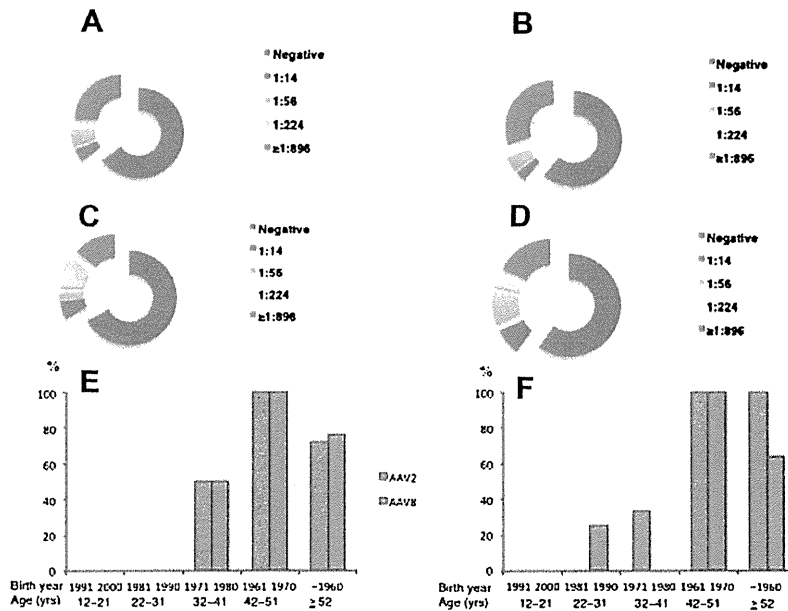 A
Negative
1:14
1:56
1:224
≥1:896
B
Negative
1:14
1:56
1:224
≥1:896
C
Negative
1:14
1:56
1:224
≥1:896
D
Negative
1:14
1:56
1:224
≥1:896
E
%
100
80
60
40
20
0
Birth year 1991 2000 1981 1990 1971 1980 1961 1970 ~1960
Age (yrs) 12–21 22–31 32–41 42–51 ≥52
AAV2
AAV8
F
%
100
80
60
40
20
0
Birth year 1991 2000 1981 1990 1971 1980 1961 1970 ~1960
Age (yrs) 12–21 22–31 32–41 42–51 ≥52